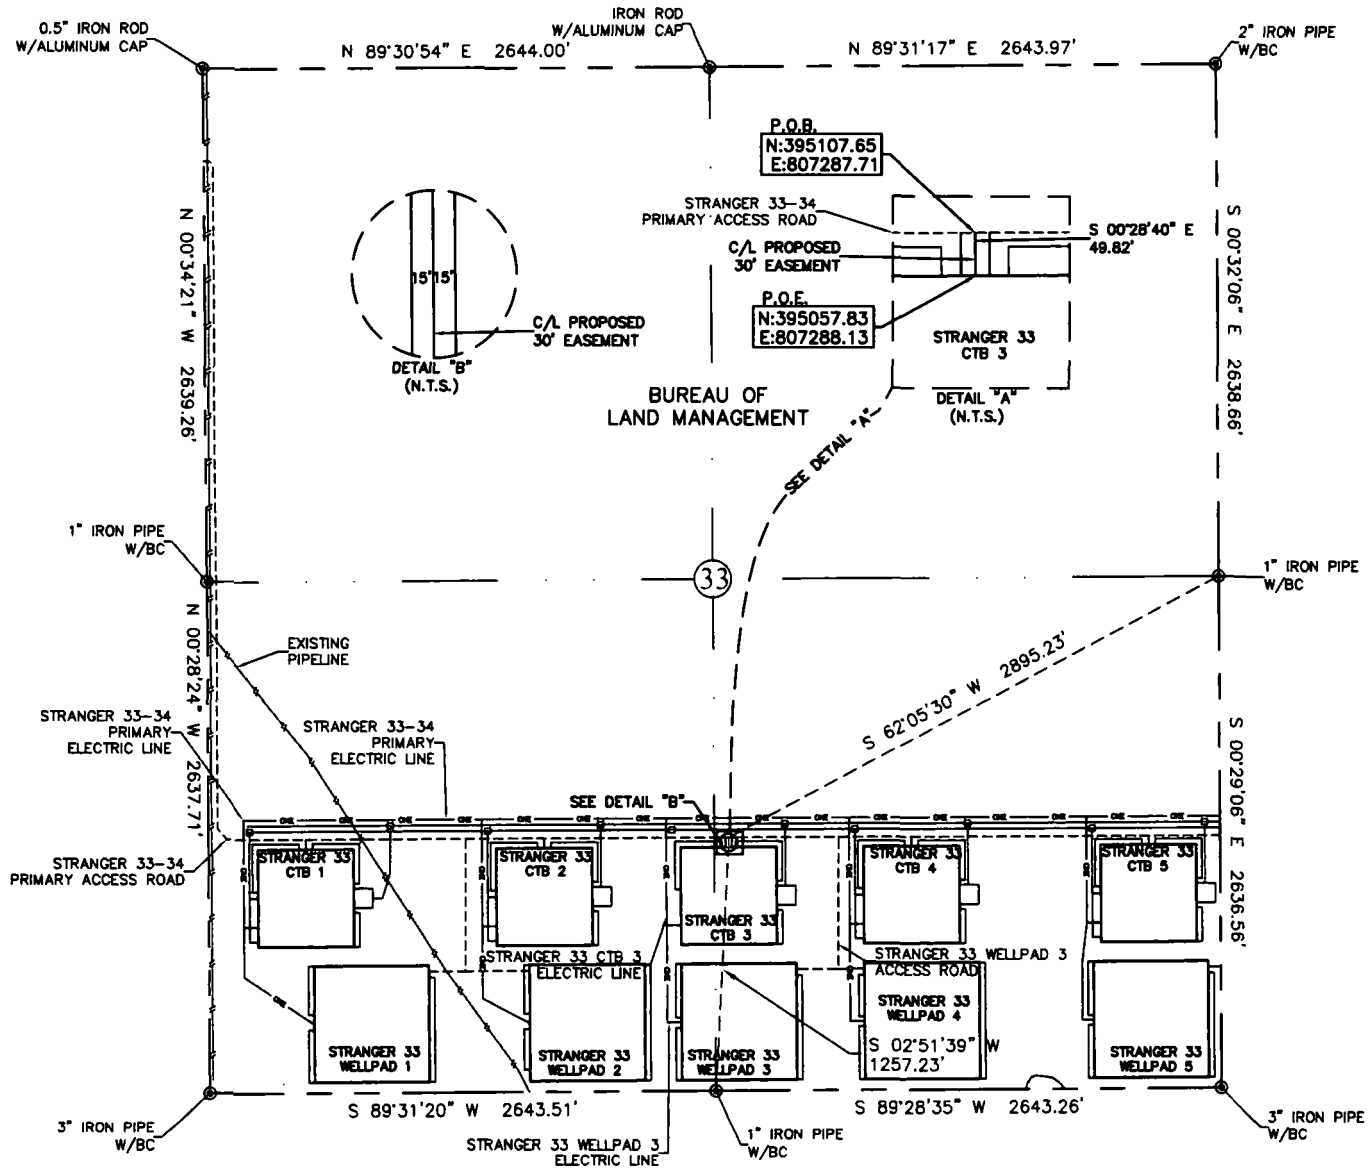 0.5" IRON ROD
W/ALUMINUM CAP
N 89°30'54" E 2644.00'
IRON ROD
W/ALUMINUM CAP
N 89°31'17" E 2643.97'
2" IRON PIPE
W/BC
P.O.B.
N:395107.65
E:807287.71
STRANGER 33-34
PRIMARY ACCESS ROAD
C/L PROPOSED
30' EASEMENT
S 00°28'40" E
49.82'
P.O.E.
N:395057.83
E:807288.13
STRANGER 33
CTB 3
DETAIL "A"
(N.T.S.)
15'
15'
C/L PROPOSED
30' EASEMENT
DETAIL "B"
(N.T.S.)
BUREAU OF
LAND MANAGEMENT
SEE DETAIL "A"
N 00°34'21" W 2639.26'
S 00°32'06" E 2638.66'
1" IRON PIPE
W/BC
33
1" IRON PIPE
W/BC
N 00°28'24" W 2637.71'
EXISTING
PIPELINE
S 62°05'30" W 2895.23'
S 00°29'06" E 2636.56'
STRANGER 33-34
PRIMARY
ELECTRIC LINE
STRANGER 33-34
PRIMARY
ELECTRIC LINE
SEE DETAIL "B"
STRANGER 33-34
PRIMARY ACCESS ROAD
STRANGER 33
CTB 1
STRANGER 33
CTB 2
STRANGER 33
CTB 3
STRANGER 33
CTB 4
STRANGER 33
CTB 5
STRANGER 33 CTB 3
ELECTRIC LINE
STRANGER 33 WELLPAD 3
ACCESS ROAD
STRANGER 33
WELLPAD 1
STRANGER 33
WELLPAD 2
STRANGER 33
WELLPAD 3
STRANGER 33
WELLPAD 4
STRANGER 33
WELLPAD 5
S 02°51'39" W
1257.23'
S 89°31'20" W 2643.51'
S 89°28'35" W 2643.26'
3" IRON PIPE
W/BC
STRANGER 33 WELLPAD 3
ELECTRIC LINE
1" IRON PIPE
W/BC
3" IRON PIPE
W/BC